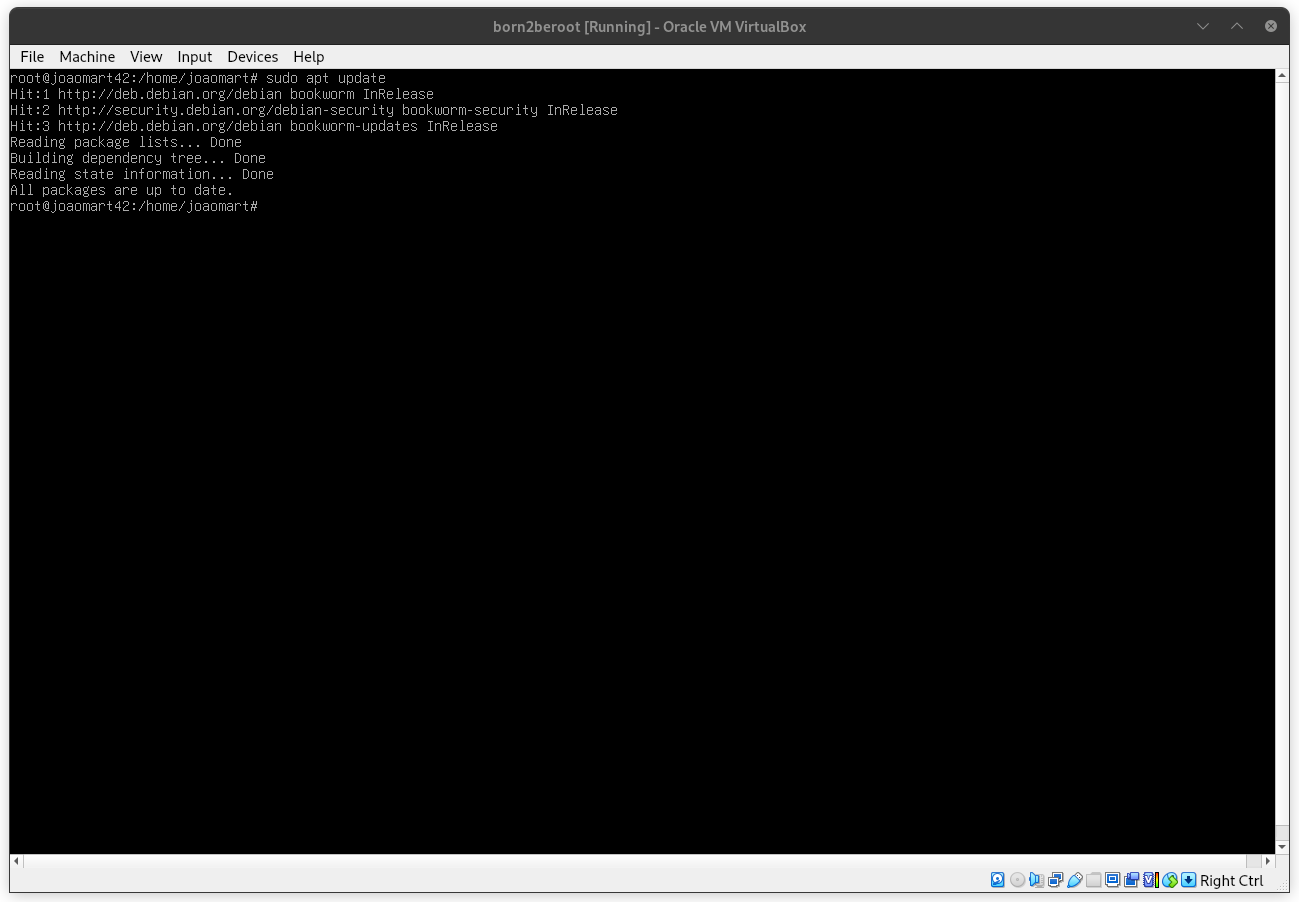 born2beroot [Running] - Oracle VM VirtualBox
File Machine View Input Devices Help
root@joaomart42:/home/joaomart# sudo apt update
Hit:1 http://deb.debian.org/debian bookworm InRelease
Hit:2 http://security.debian.org/debian-security bookworm-security InRelease
Hit:3 http://deb.debian.org/debian bookworm-updates InRelease
Reading package lists... Done
Building dependency tree... Done
Reading state information... Done
All packages are up to date.
root@joaomart42:/home/joaomart#
Right Ctrl